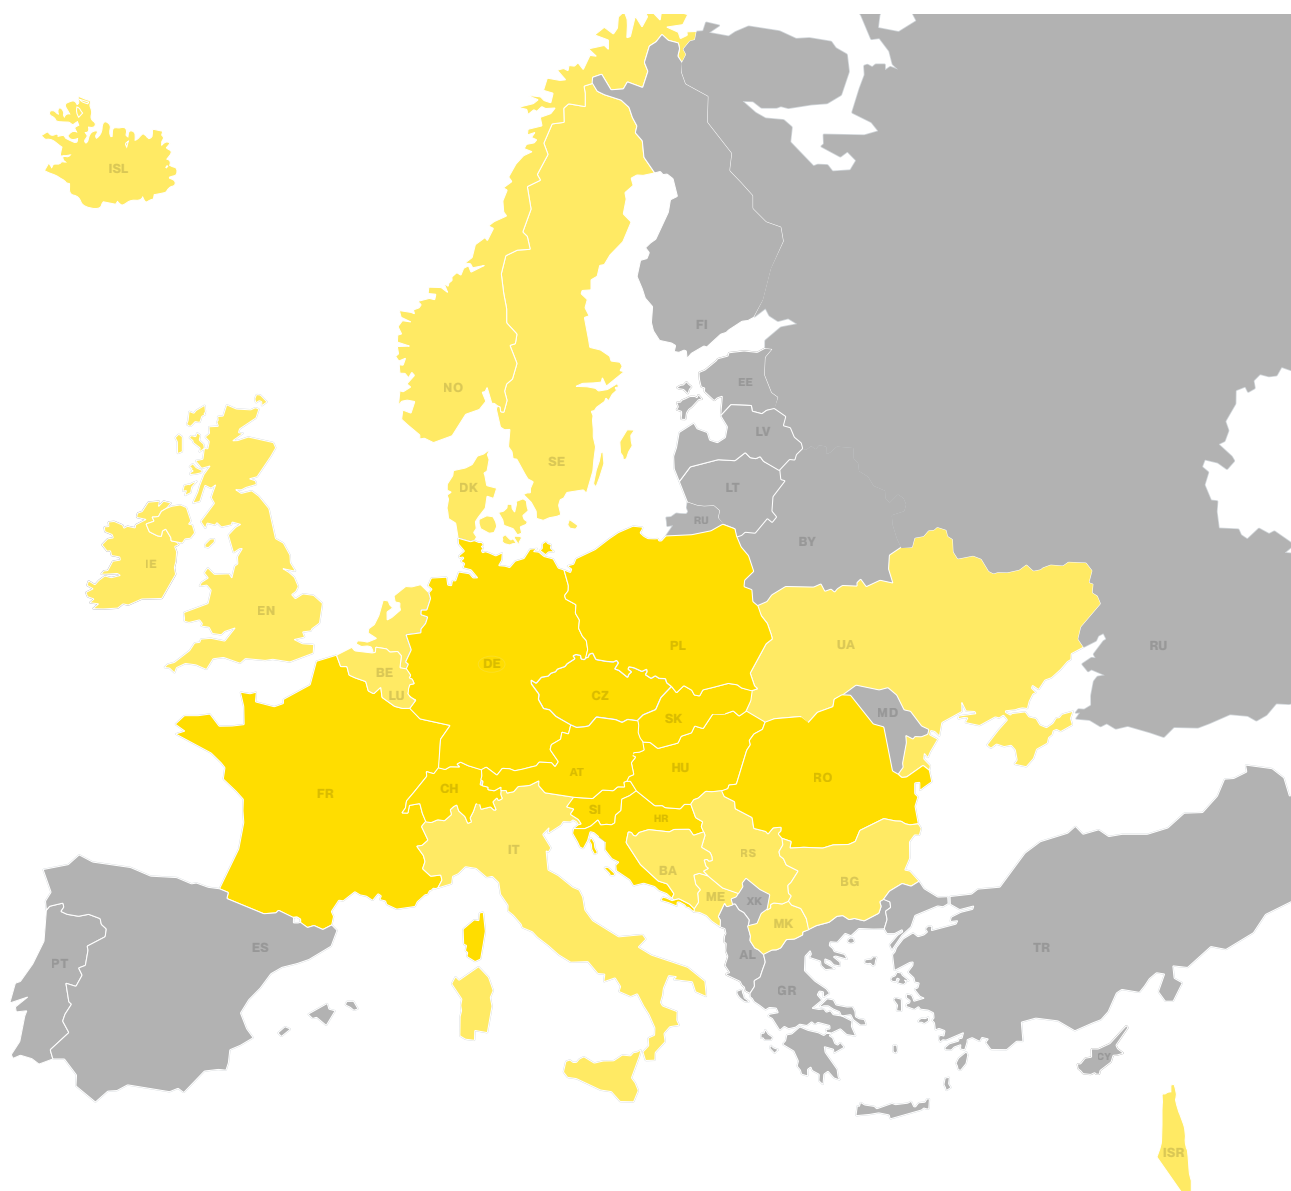 ISL
FI
EE
NO
LV
SE
DK
LT
RU
BY
IE
EN
UA
PL
RU
DE
BE
LU
CZ
MD
SK
HU
AT
RO
CH
FR
SI
HR
IT
RS
BA
BG
ME
XK
MK
ES
TR
AL
PT
GR
CY
ISR